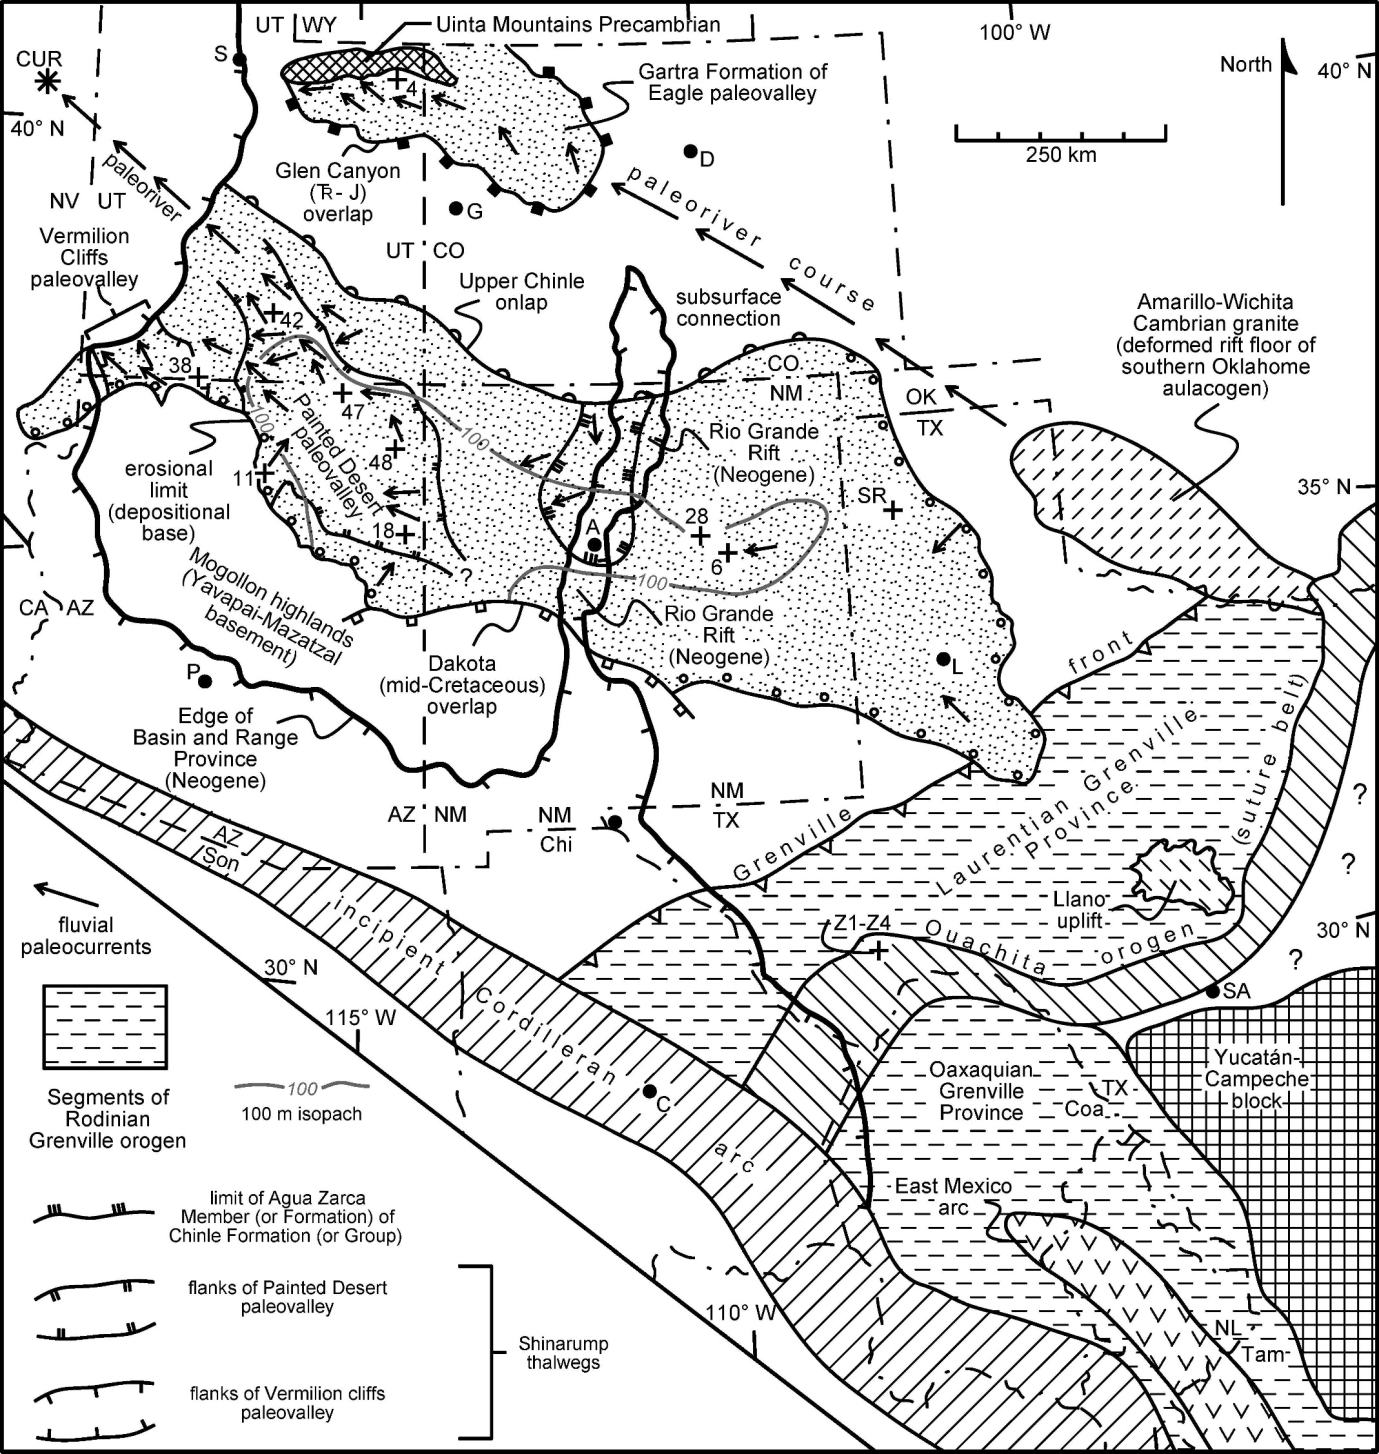 UT WY
Uinta Mountains Precambrian
100° W
CUR
S
40° N
Gartra Formation of
Eagle paleovalley
North
40° N
4
250 km
D
paleoriver
NV UT
Glen Canyon
(TR - J)
overlap
G
paleoriver
course
UT CO
Vermilion
Cliffs
paleovalley
Upper Chinle
onlap
subsurface
connection
Amarillo-Wichita
Cambrian granite
(deformed rift floor of
southern Oklahoma
aulacogen)
42
38
CO
NM
OK
TX
47
100
100
Painted Desert
paleovalley
Rio Grande
Rift
(Neogene)
erosional
limit
(depositional
base)
11
48
18
SR
35° N
28
A
6
100
?
Mogollon highlands
(Yavapai-Mazatzal
basement)
CA AZ
Rio Grande
Rift
(Neogene)
Dakota
(mid-Cretaceous)
overlap
P
L
front
Edge of
Basin and Range
Province
(Neogene)
Laurentian Grenville
Province
(suture belt)
NM
TX
AZ NM
NM
Chi
Grenville
?
?
?
AZ
Son
fluvial
paleocurrents
incipient
Cordilleran
arc
Llano
uplift
Z1-Z4
Ouachita
orogen
30° N
30° N
115° W
SA
Segments of
Rodinian
Grenville orogen
100
100 m isopach
C
Oaxaquian
Grenville
Province
TX
Coa
Yucatán-
Campeche
block
East Mexico
arc
limit of Agua Zarca
Member (or Formation) of
Chinle Formation (or Group)
flanks of Painted Desert
paleovalley
Shinarump
thalwegs
flanks of Vermilion cliffs
paleovalley
110° W
NL
Tam